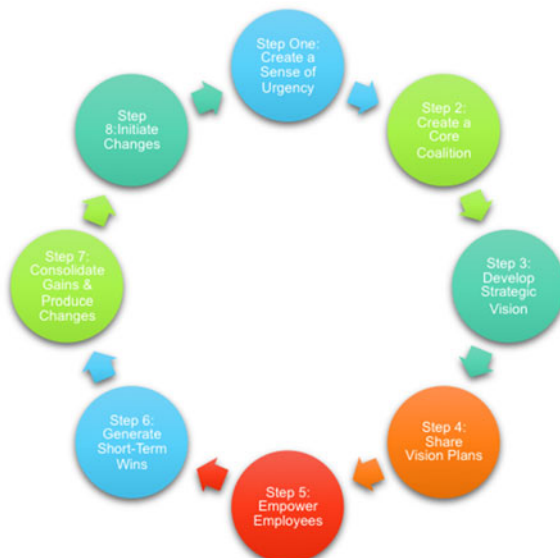 Step One:
Create a
Sense of
Urgency
Step 2:
Create a
Core
Coalition
Step 3:
Develop
Strategic
Vision
Step 4:
Share
Vision Plans
Step 5:
Empower
Employees
Step 6:
Generate
Short-Term
Wins
Step 7:
Consolidate
Gains &
Produce
Changes
Step
8:Initiate
Changes